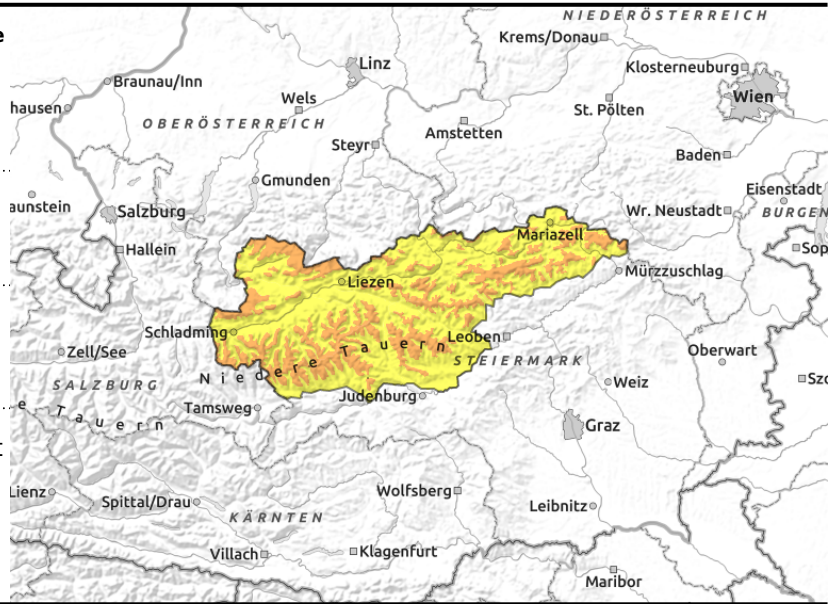 NIEDERÖSTERREICH
e
Krems/Donau
Linz
Klosterneuburg
Braunau/Inn
Wien
hausen
Wels
St. Pölten
OBERÖSTERREICH
Amstetten
Steyr
Baden
Gmunden
Eisenstadt
aunstein
Salzburg
Wr. Neustadt
BURGEN
Mariazell
Hallein
Sop
Mürzzuschlag
Liezen
Schladming
Leoben
Niedere Tauern
Oberwart
Zell/See
STEIERMARK
SALZBURG
Weiz
Szo
Judenburg
Tamsweg
e Tauern
Graz
t
Lienz
Wolfsberg
Spittal/Drau
Leibnitz
KÄRNTEN
Villach
Klagenfurt
Maribor